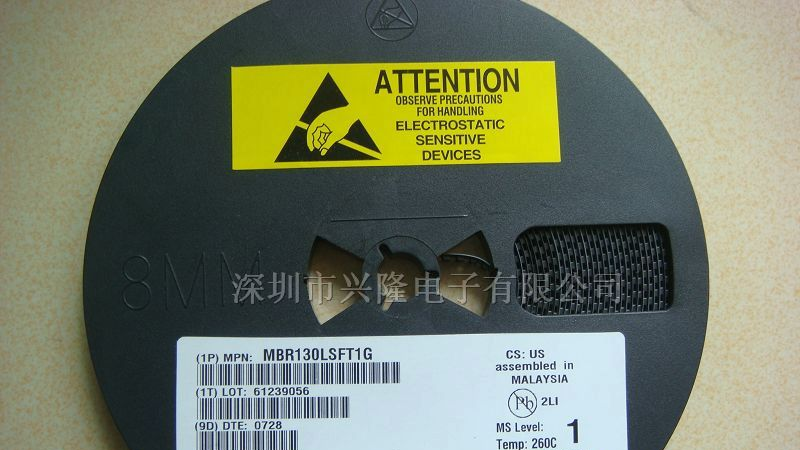 ATTENTION
OBSERVE PRECAUTIONS
FOR HANDLING
ELECTROSTATIC
SENSITIVE
DEVICES
8MM
深圳市兴隆电子有限公司
(1P) MPN: MBR130LSFT1G
(1T) LOT: 61239056
(9D) DTE: 0728
CS: US
assembled in
MALAYSIA
Pb 2LI
MS Level: 1
Temp: 260C